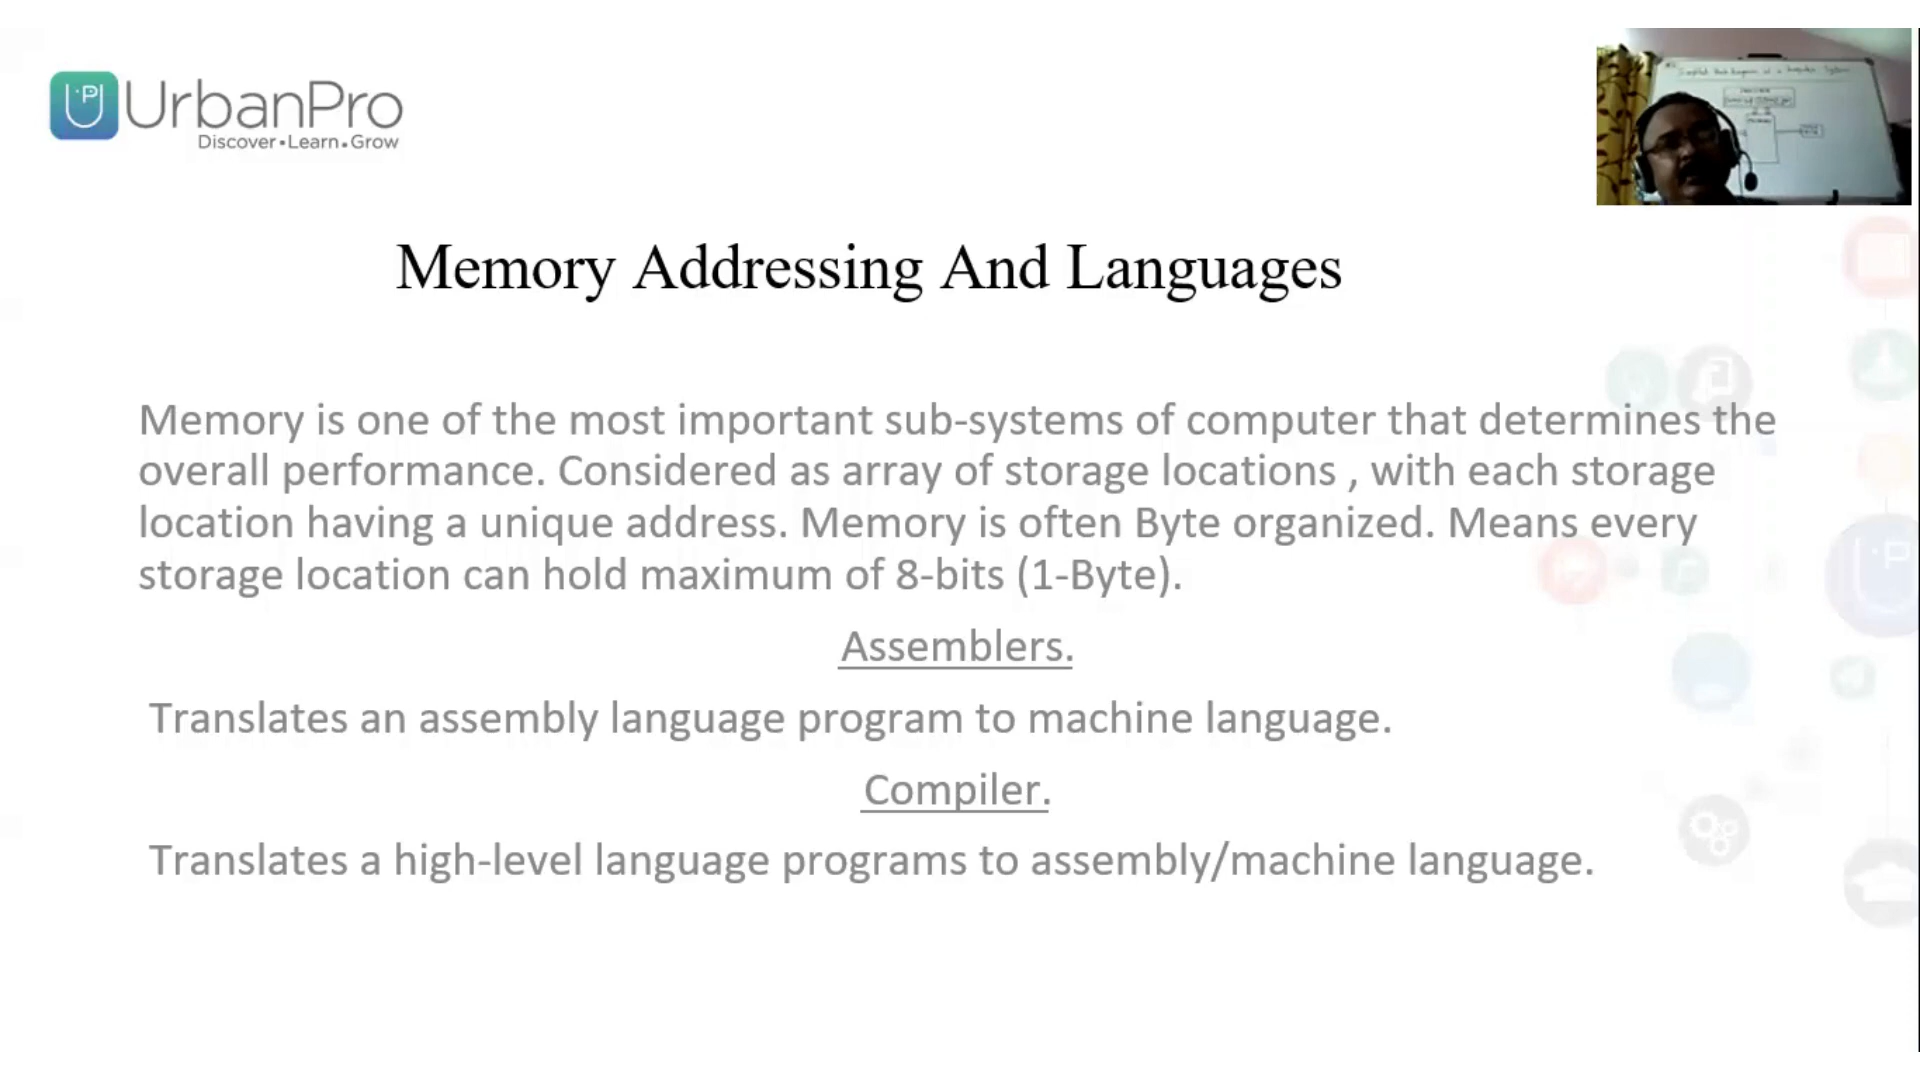 UrbanPro
Discover•Learn•Grow
Memory Addressing And Languages
Memory is one of the most important sub-systems of computer that determines the
overall performance. Considered as array of storage locations , with each storage
location having a unique address. Memory is often Byte organized. Means every
storage location can hold maximum of 8-bits (1-Byte).
Assemblers.
Translates an assembly language program to machine language.
Compiler.
Translates a high-level language programs to assembly/machine language.